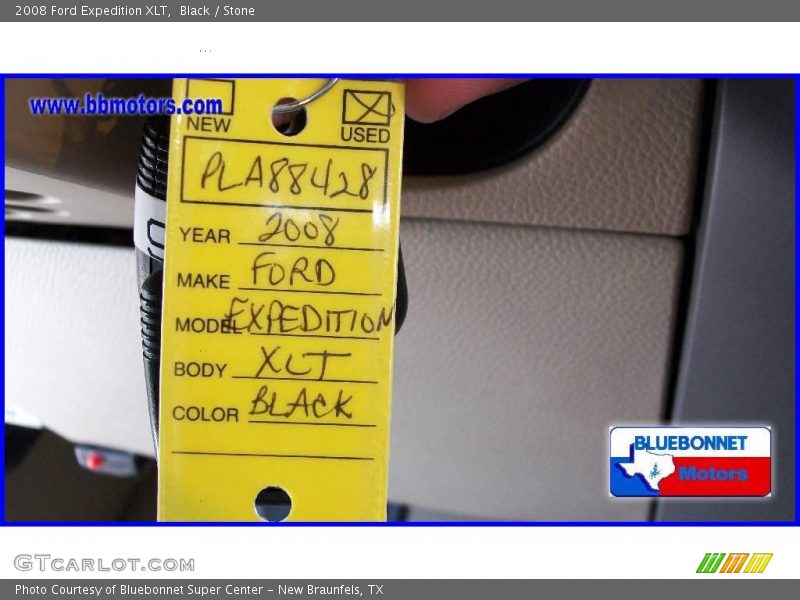 2008 Ford Expedition XLT,  Black / Stone
...
www.bbmotors.com
NEW USED
PLA88428
YEAR 2008
MAKE FORD
MODEL EXPEDITION
BODY XLT
COLOR BLACK
BLUEBONNET
Motors
GTcarlot.com
Photo Courtesy of Bluebonnet Super Center - New Braunfels, TX